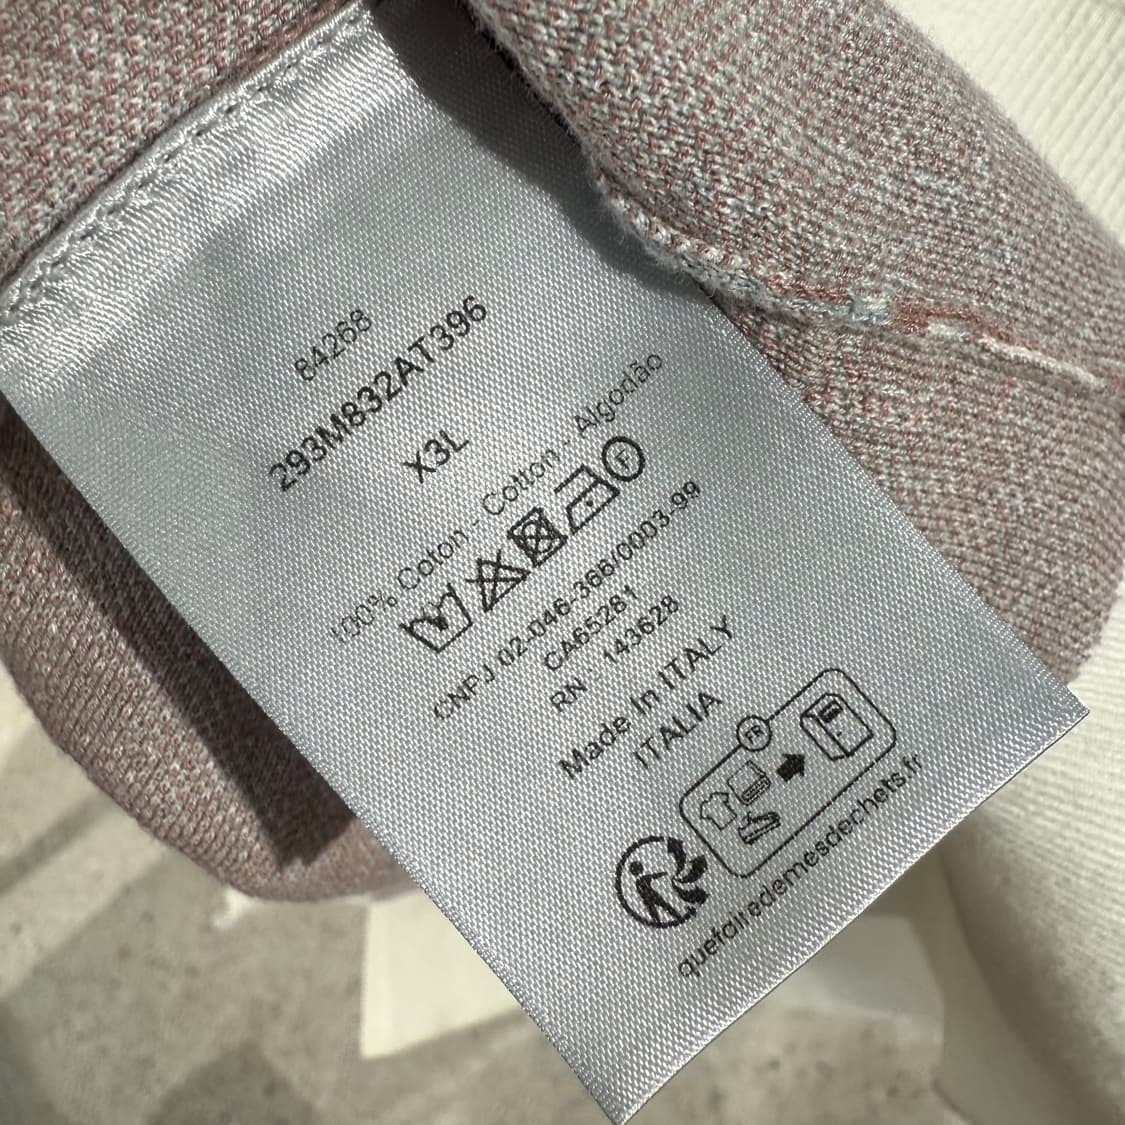 84268
293M832AT396
X3L
100% Coton - Cotton - Algodão
F
CNPJ 02-046-366/0003-99
CA65281
RN : 143628
Made In ITALY
ITALIA
FR
quefairedemesdechets.fr